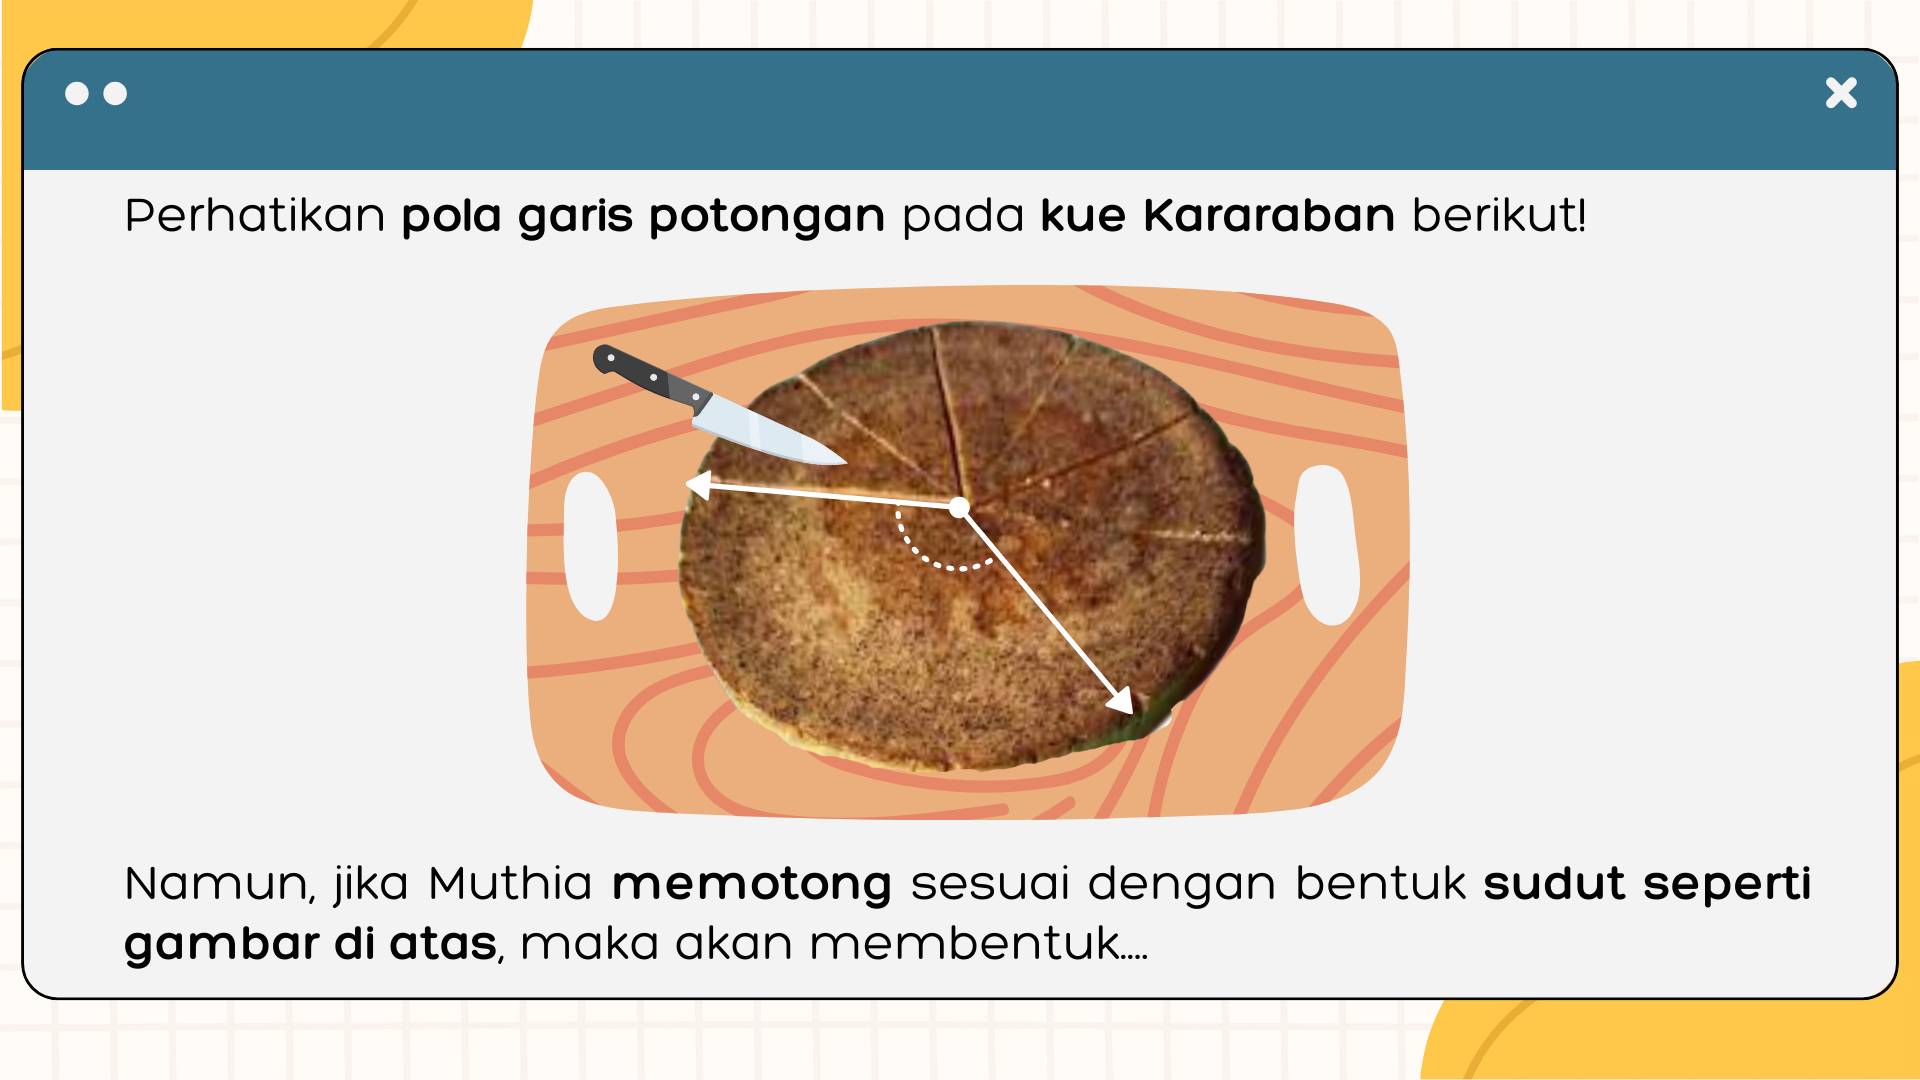 Perhatikan pola garis potongan pada kue Kararaban berikut!
Namun, jika Muthia memotong sesuai dengan bentuk sudut seperti
gambar di atas, maka akan membentuk....